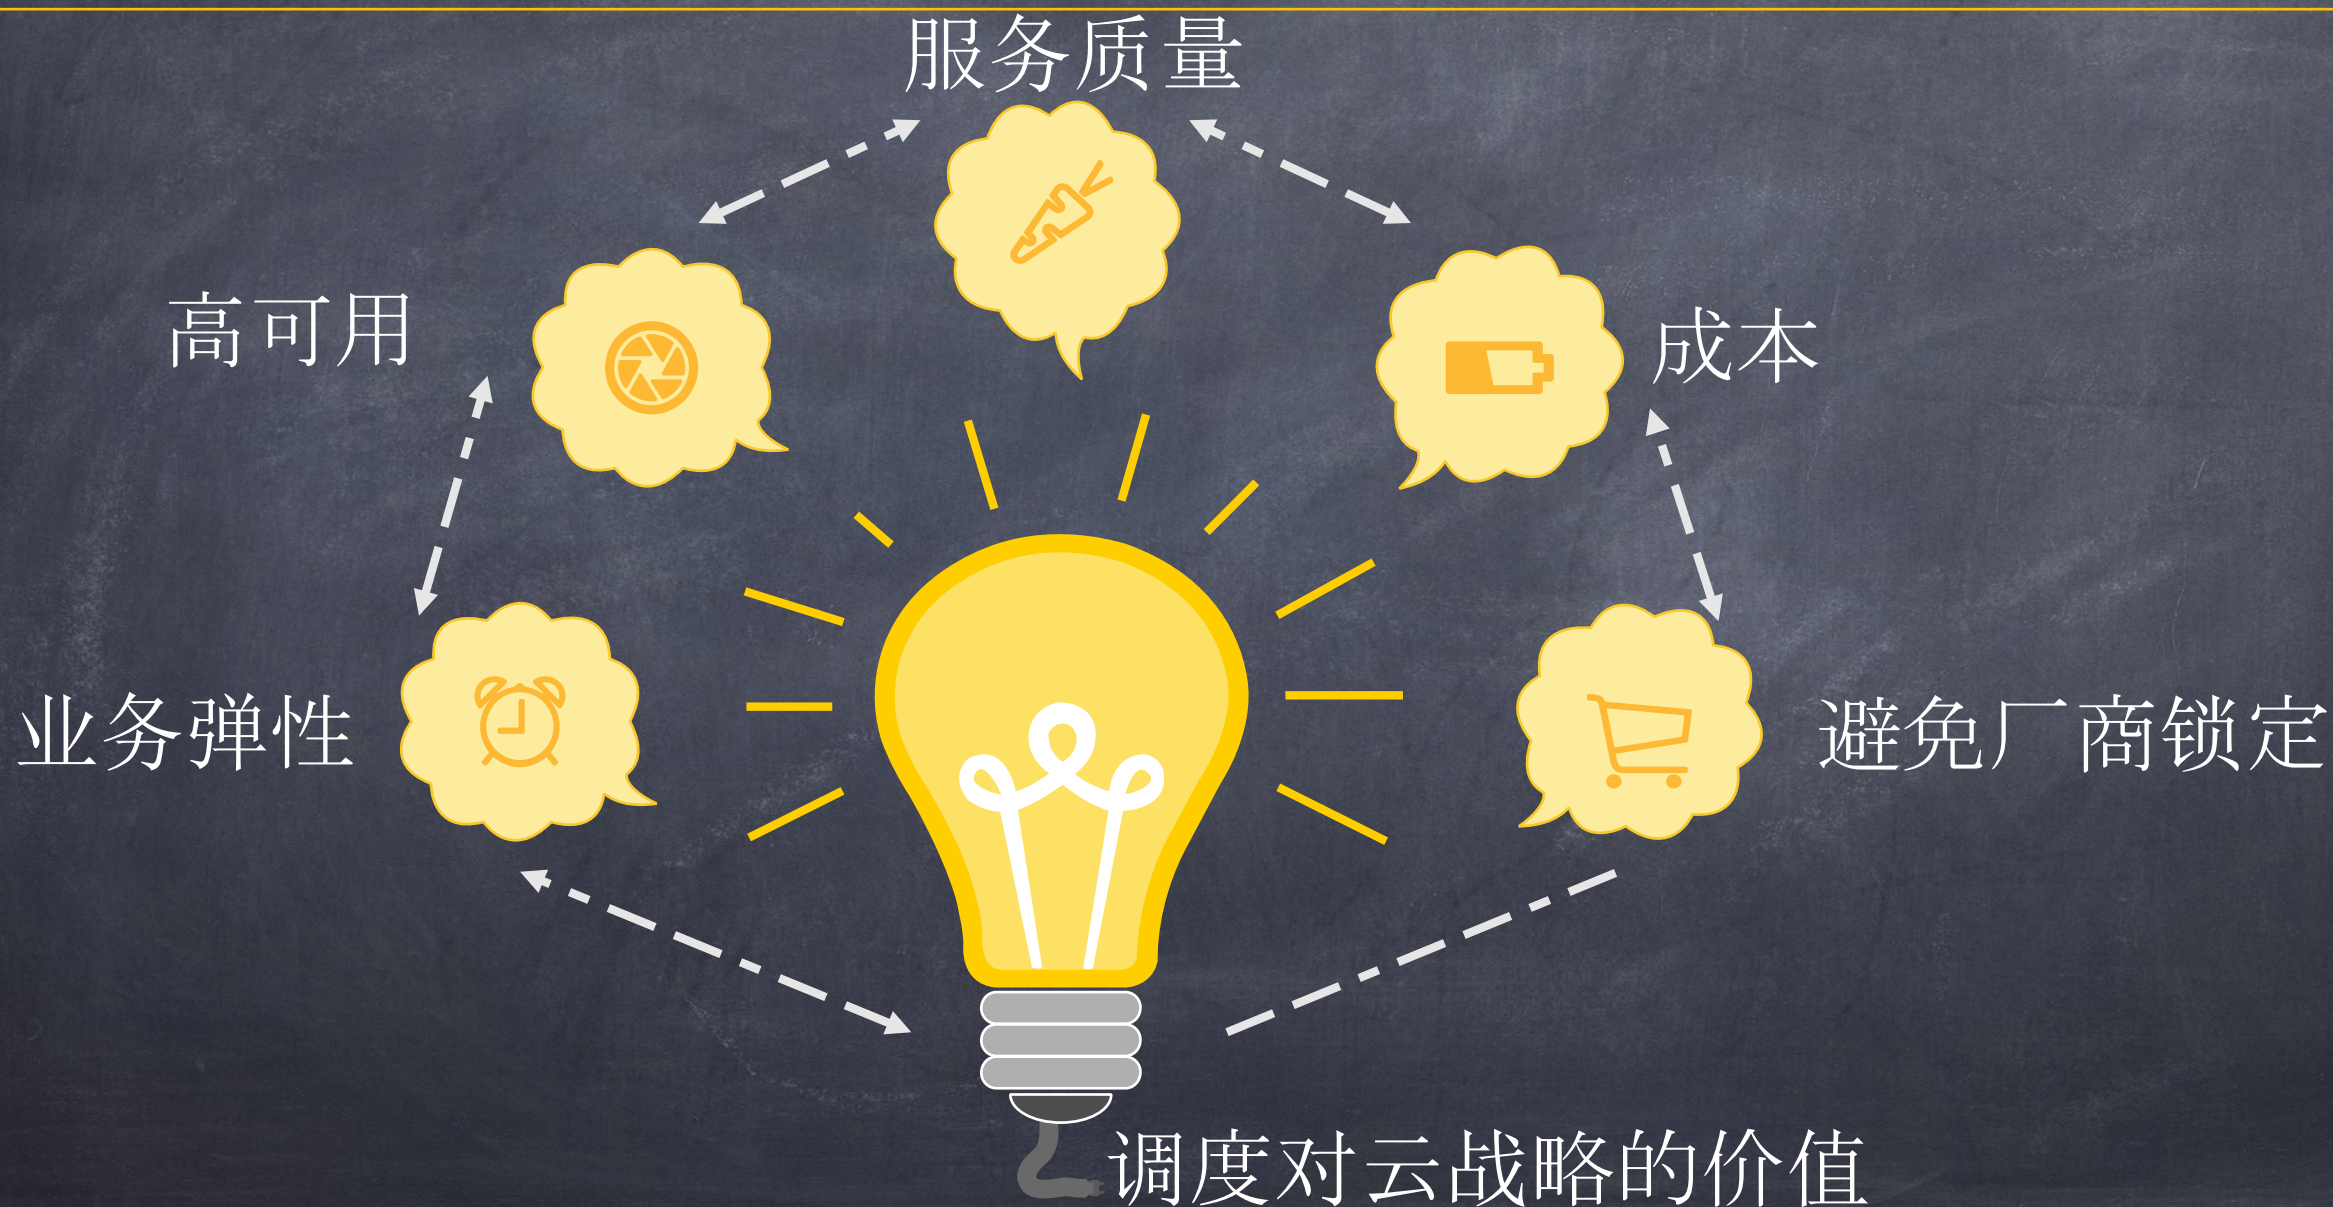 服务质量
高可用
成本
业务弹性
避免厂商锁定
调度对云战略的价值